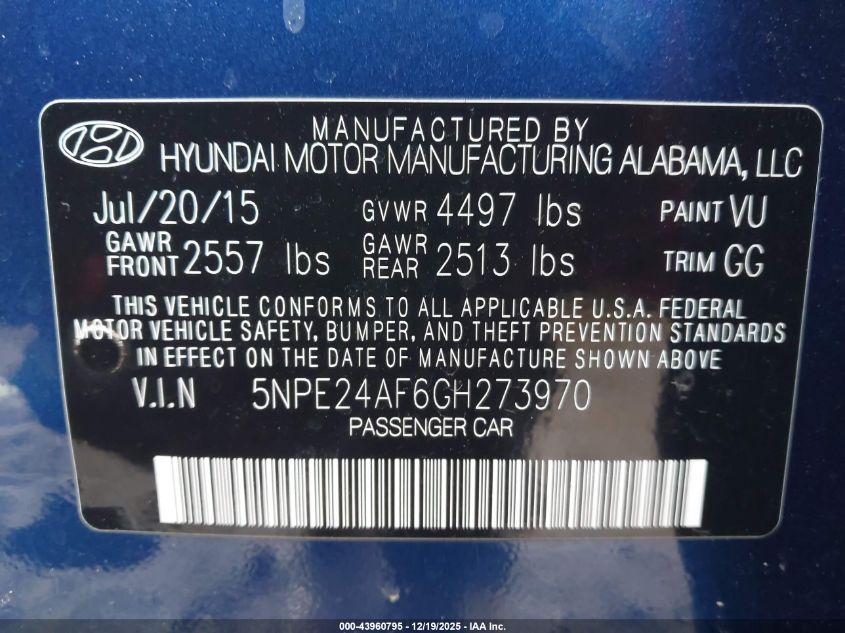 MANUFACTURED BY
HYUNDAI MOTOR MANUFACTURING ALABAMA, LLC
Jul/20/15 GVWR 4497 lbs PAINT VU
GAWR FRONT 2557 lbs GAWR REAR 2513 lbs TRIM GG
THIS VEHICLE CONFORMS TO ALL APPLICABLE U.S.A. FEDERAL
MOTOR VEHICLE SAFETY, BUMPER, AND THEFT PREVENTION STANDARDS
IN EFFECT ON THE DATE OF MANUFACTURE SHOWN ABOVE
V.I.N 5NPE24AF6GH273970
PASSENGER CAR
000-43960795 - 12/19/2025 - IAA Inc.